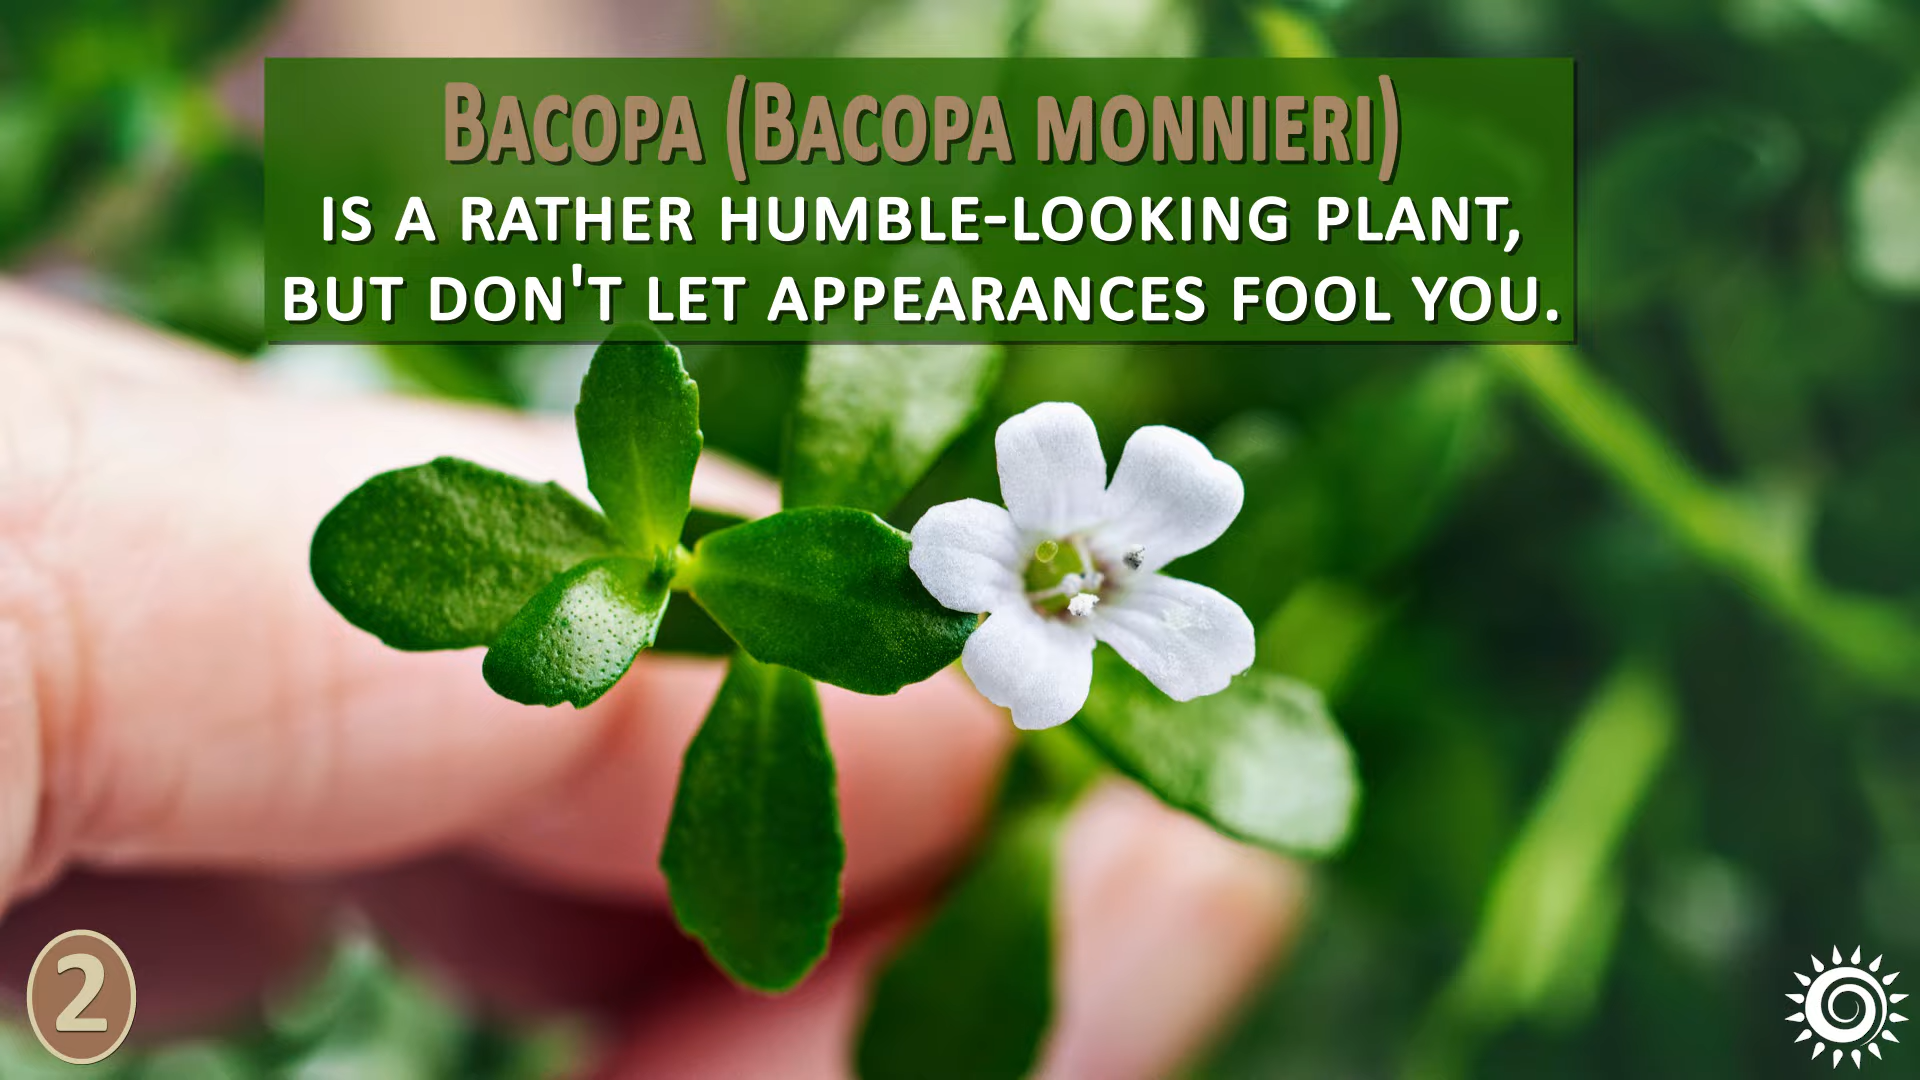 Bacopa (Bacopa monnieri)
is a rather humble-looking plant,
but don't let appearances fool you.
2